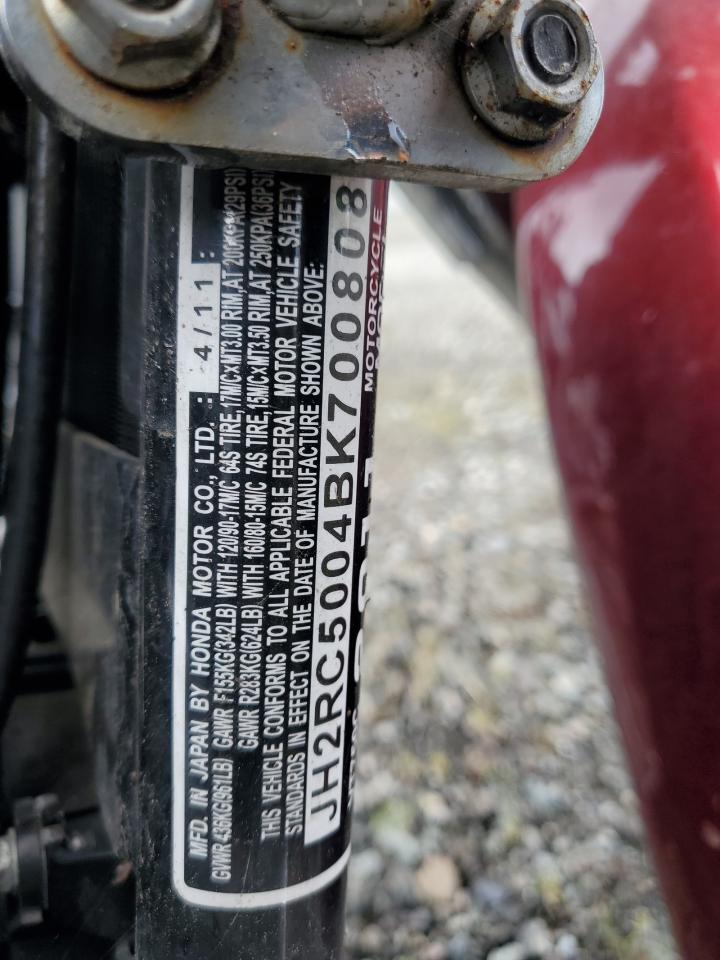 MFD. IN JAPAN BY HONDA MOTOR CO., LTD. : 4/11 :
GVWR 436KG(961LB) GAWR F155KG(342LB) WITH 120/90-17M/C 64S TIRE,17M/CxMT3.00 RIM,AT 200KPA(29PSI)
GAWR R283KG(624LB) WITH 160/80-15M/C 74S TIRE,15M/CxMT3.50 RIM,AT 250KPA(36PSI)
THIS VEHICLE CONFORMS TO ALL APPLICABLE FEDERAL MOTOR VEHICLE SAFETY
STANDARDS IN EFFECT ON THE DATE OF MANUFACTURE SHOWN ABOVE:
JH2RC5004BK700808
MOTORCYCLE